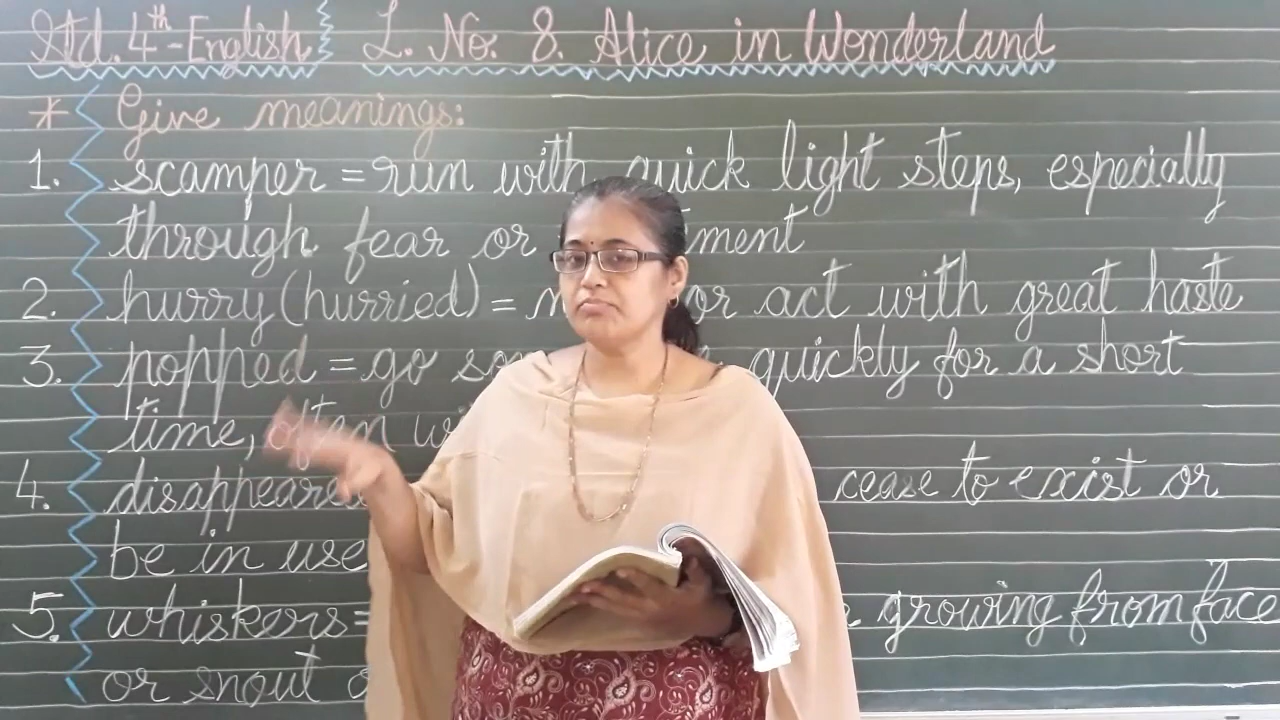 Std. 4th-English L. No. 8. Alice in Wonderland
* Give meanings:
1. scamper = run with quick light steps, especially
through fear or
2. hurry (hurried) = or act with great haste
3. popped = go quickly for a short
time, often
4. disappeared cease to exist or
be in use
5. whiskers = growing from face
or snout